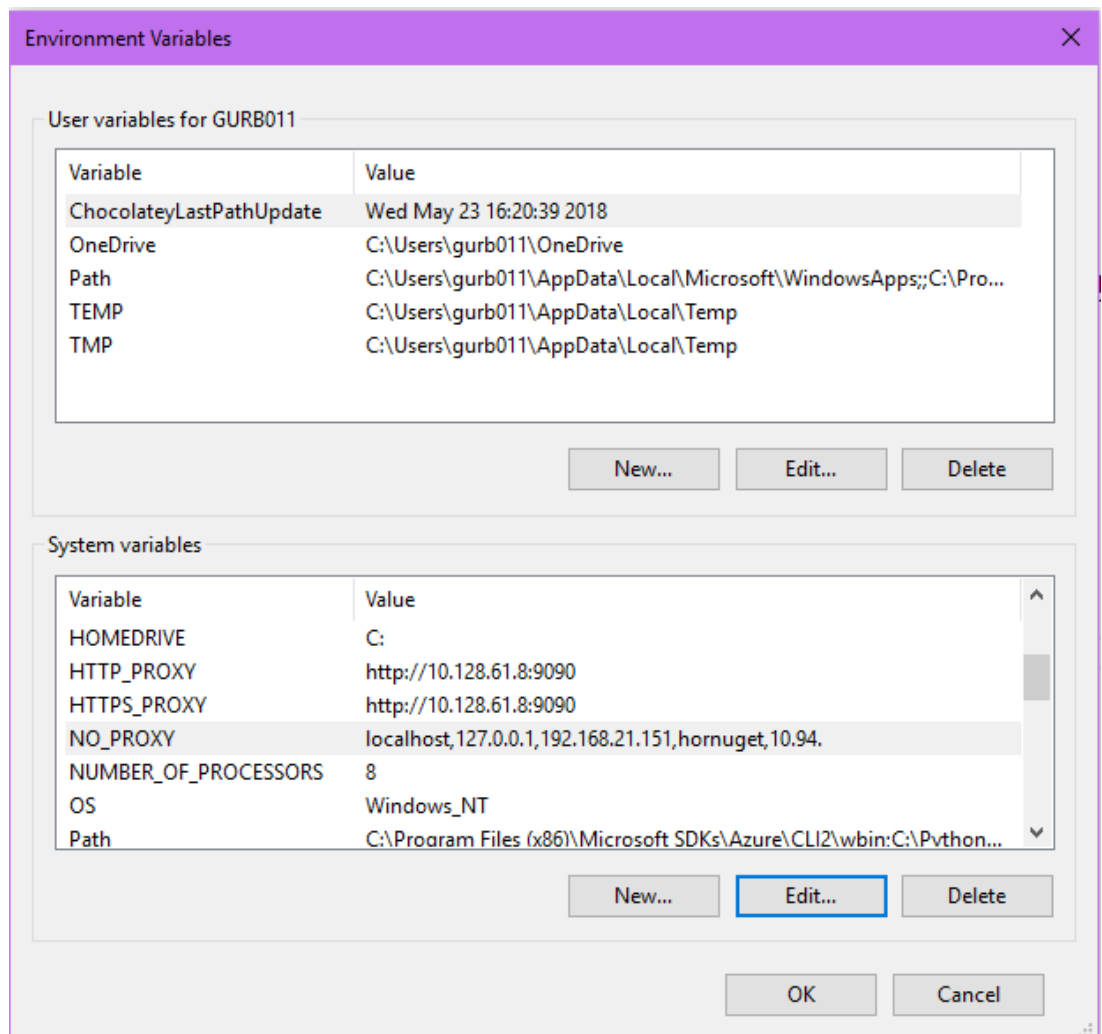 Environment Variables
User variables for GURB011
Variable Value
ChocolateyLastPathUpdate Wed May 23 16:20:39 2018
OneDrive C:\Users\gurb011\OneDrive
Path C:\Users\gurb011\AppData\Local\Microsoft\WindowsApps;;C:\Pro...
TEMP C:\Users\gurb011\AppData\Local\Temp
TMP C:\Users\gurb011\AppData\Local\Temp
New... Edit... Delete
System variables
Variable Value
HOMEDRIVE C:
HTTP_PROXY http://10.128.61.8:9090
HTTPS_PROXY http://10.128.61.8:9090
NO_PROXY localhost,127.0.0.1,192.168.21.151,hornuget,10.94.
NUMBER_OF_PROCESSORS 8
OS Windows_NT
Path C:\Program Files (x86)\Microsoft SDKs\Azure\CLI2\wbin;C:\Python...
New... Edit... Delete
OK Cancel